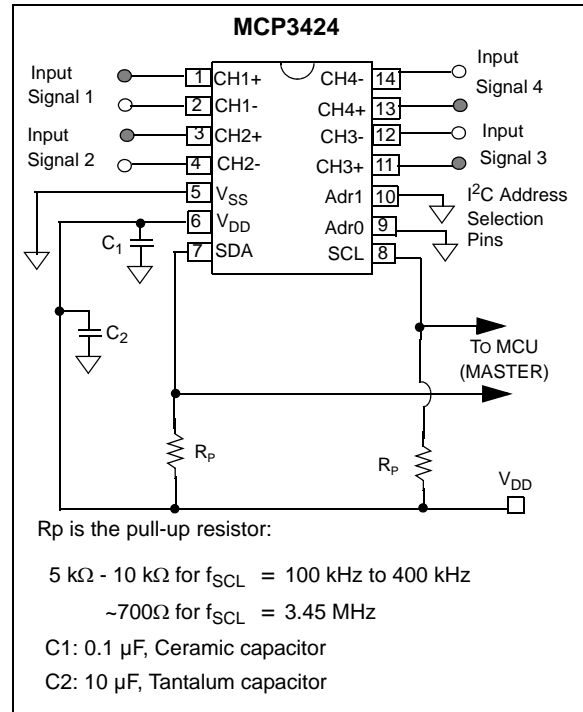 MCP3424
Input
Signal 1
Input
Signal 2
1 CH1+
2 CH1-
3 CH2+
4 CH2-
5 VSS
6 VDD
7 SDA
CH4- 14
CH4+ 13
CH3- 12
CH3+ 11
Adr1 10
Adr0 9
SCL 8
Input
Signal 4
Input
Signal 3
I²C Address
Selection
Pins
C1
C2
TO MCU
(MASTER)
RP
RP
VDD
Rp is the pull-up resistor:
5 kΩ - 10 kΩ for fSCL = 100 kHz to 400 kHz
~700Ω for fSCL = 3.45 MHz
C1: 0.1 µF, Ceramic capacitor
C2: 10 µF, Tantalum capacitor